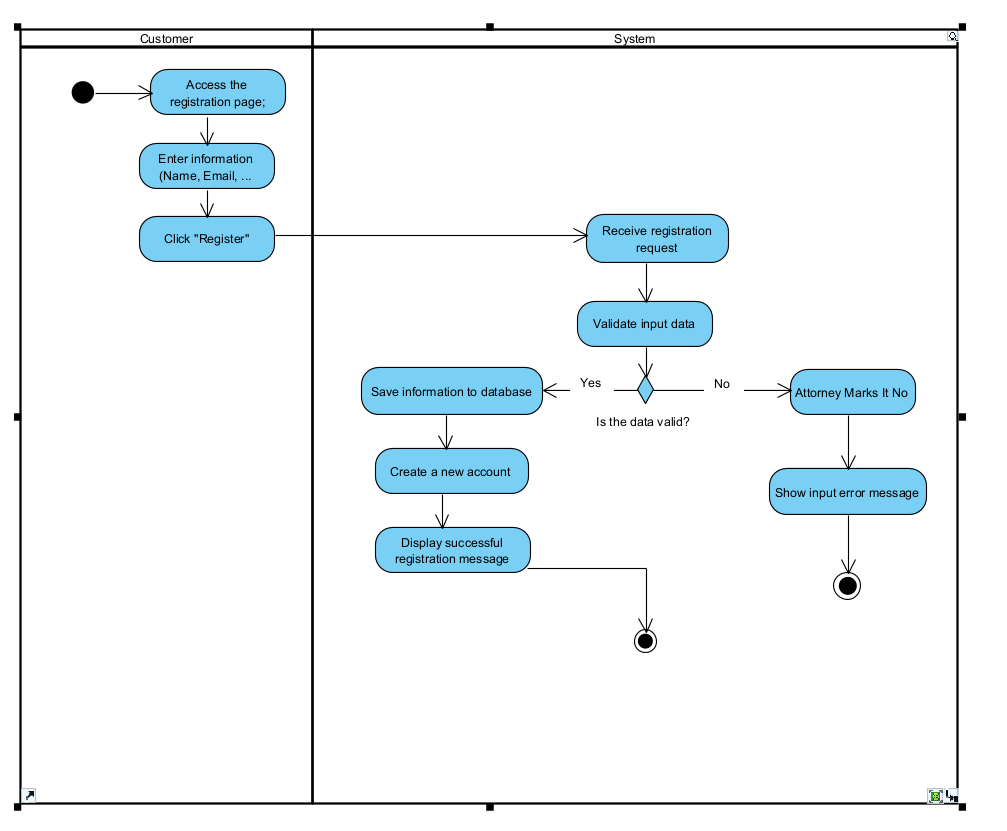 Customer
System
Access the
registration page;
Enter information
(Name, Email, ...
Click "Register"
Receive registration
request
Validate input data
Yes
No
Save information to database
Attorney Marks It No
Is the data valid?
Create a new account
Show input error message
Display successful
registration message